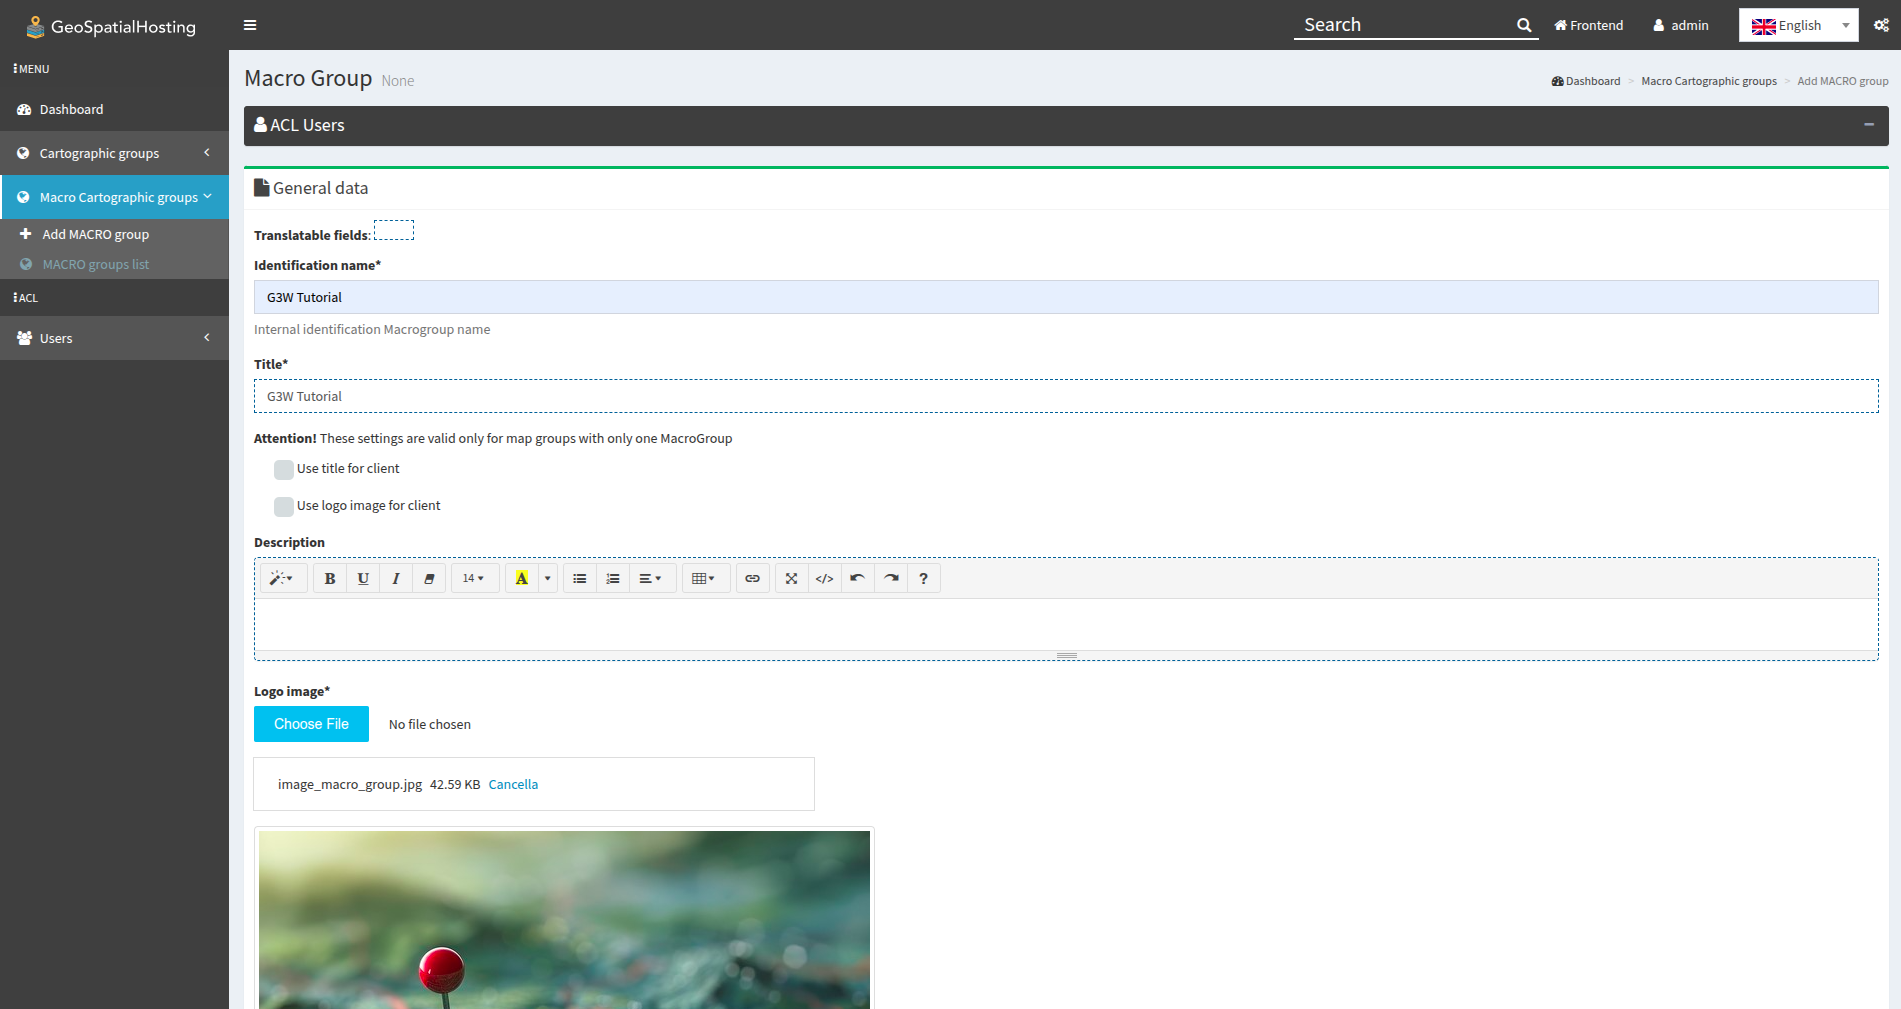 GeoSpatialHosting
Search
Frontend
admin
English
MENU
Dashboard
Cartographic groups
Macro Cartographic groups
Add MACRO group
MACRO groups list
ACL
Users
Macro Group None
Dashboard > Macro Cartographic groups > Add MACRO group
ACL Users
General data
Translatable fields:
Identification name*
G3W Tutorial
Internal identification Macrogroup name
Title*
G3W Tutorial
Attention! These settings are valid only for map groups with only one MacroGroup
Use title for client
Use logo image for client
Description
B U I 14 A </> ?
Logo image*
Choose File No file chosen
image_macro_group.jpg 42.59 KB Cancella